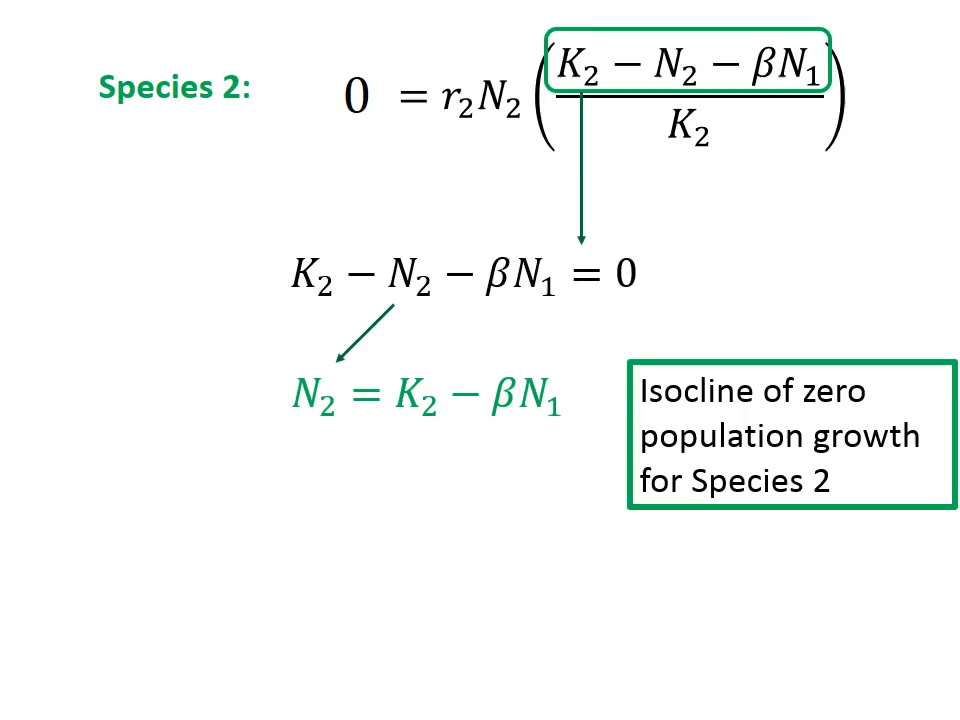 Species 2: 0 = r₂N₂ ((K₂ − N₂ − βN₁) / K₂)
K₂ − N₂ − βN₁ = 0
N₂ = K₂ − βN₁
Isocline of zero
population growth
for Species 2